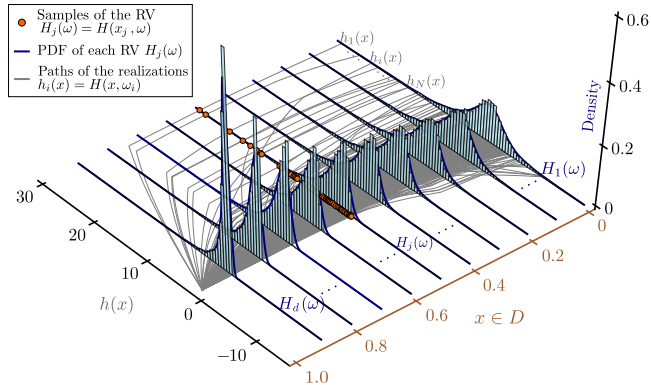 Samples of the RV
H_j(ω) = H(x_j, ω)
PDF of each RV H_j(ω)
Paths of the realizations
h_i(x) = H(x, ω_i)
h_1(x)
h_i(x)
h_N(x)
0.6
0.4
0.2
0
Density
H_1(ω)
H_j(ω)
H_d(ω)
30
20
10
0
−10
h(x)
0
0.2
0.4
0.6
0.8
1.0
x ∈ D